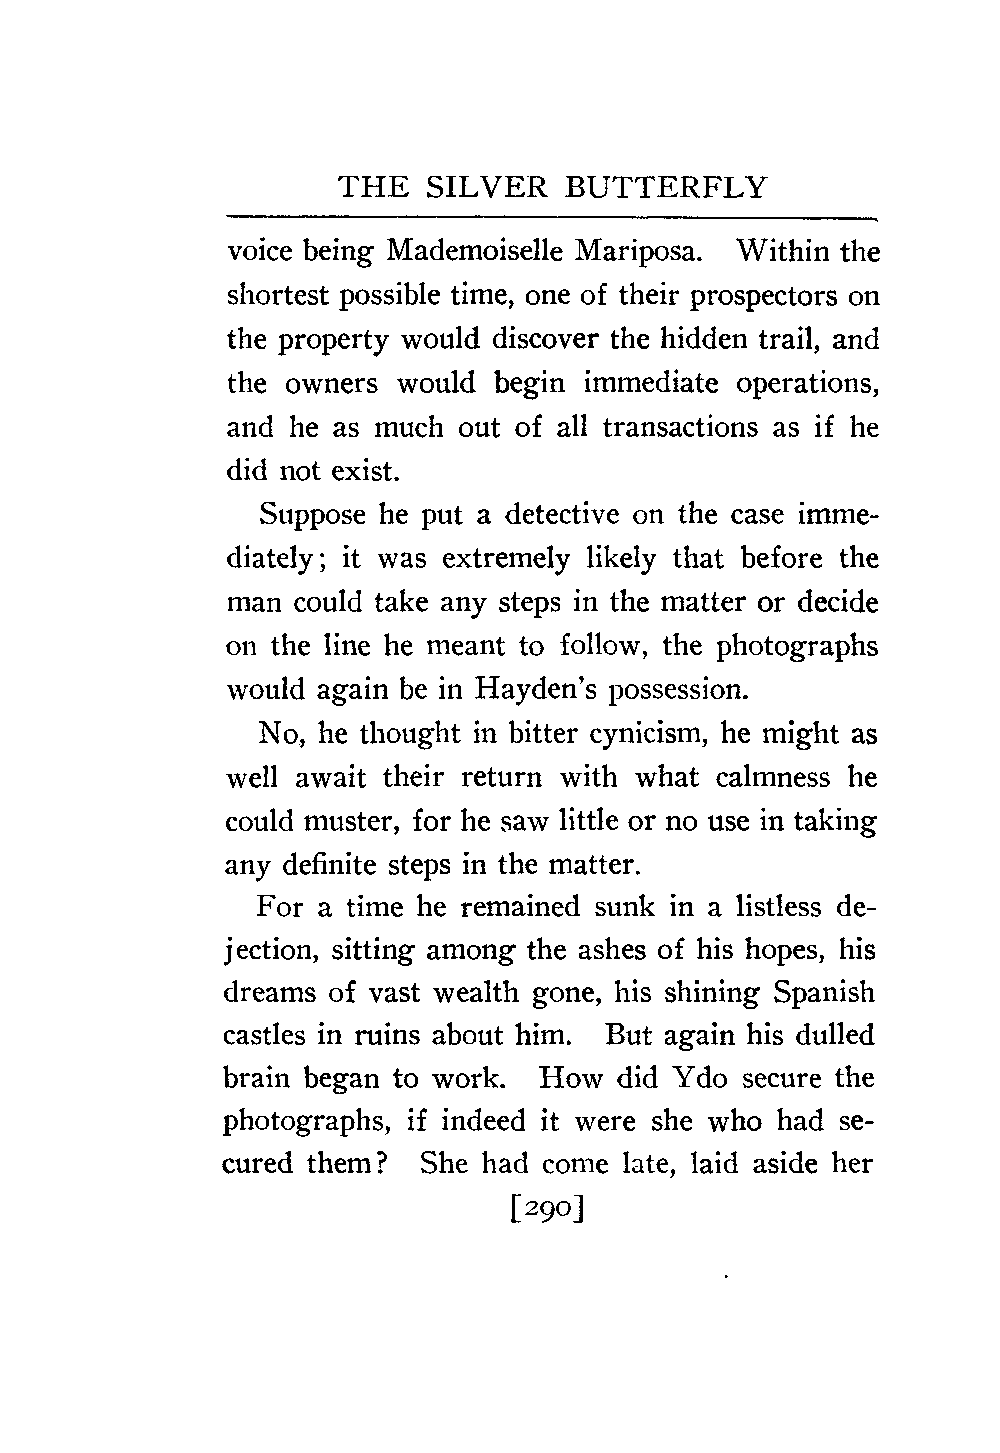 THE SILVER BUTTERFLY
voice being Mademoiselle Mariposa. Within the
shortest possible time, one of their prospectors on
the property would discover the hidden trail, and
the owners would begin immediate operations,
and he as much out of all transactions as if he
did not exist.
Suppose he put a detective on the case imme-
diately; it was extremely likely that before the
man could take any steps in the matter or decide
on the line he meant to follow, the photographs
would again be in Hayden's possession.
No, he thought in bitter cynicism, he might as
well await their return with what calmness he
could muster, for he saw little or no use in taking
any definite steps in the matter.
For a time he remained sunk in a listless de-
jection, sitting among the ashes of his hopes, his
dreams of vast wealth gone, his shining Spanish
castles in ruins about him. But again his dulled
brain began to work. How did Ydo secure the
photographs, if indeed it were she who had se-
cured them? She had come late, laid aside her
[290]